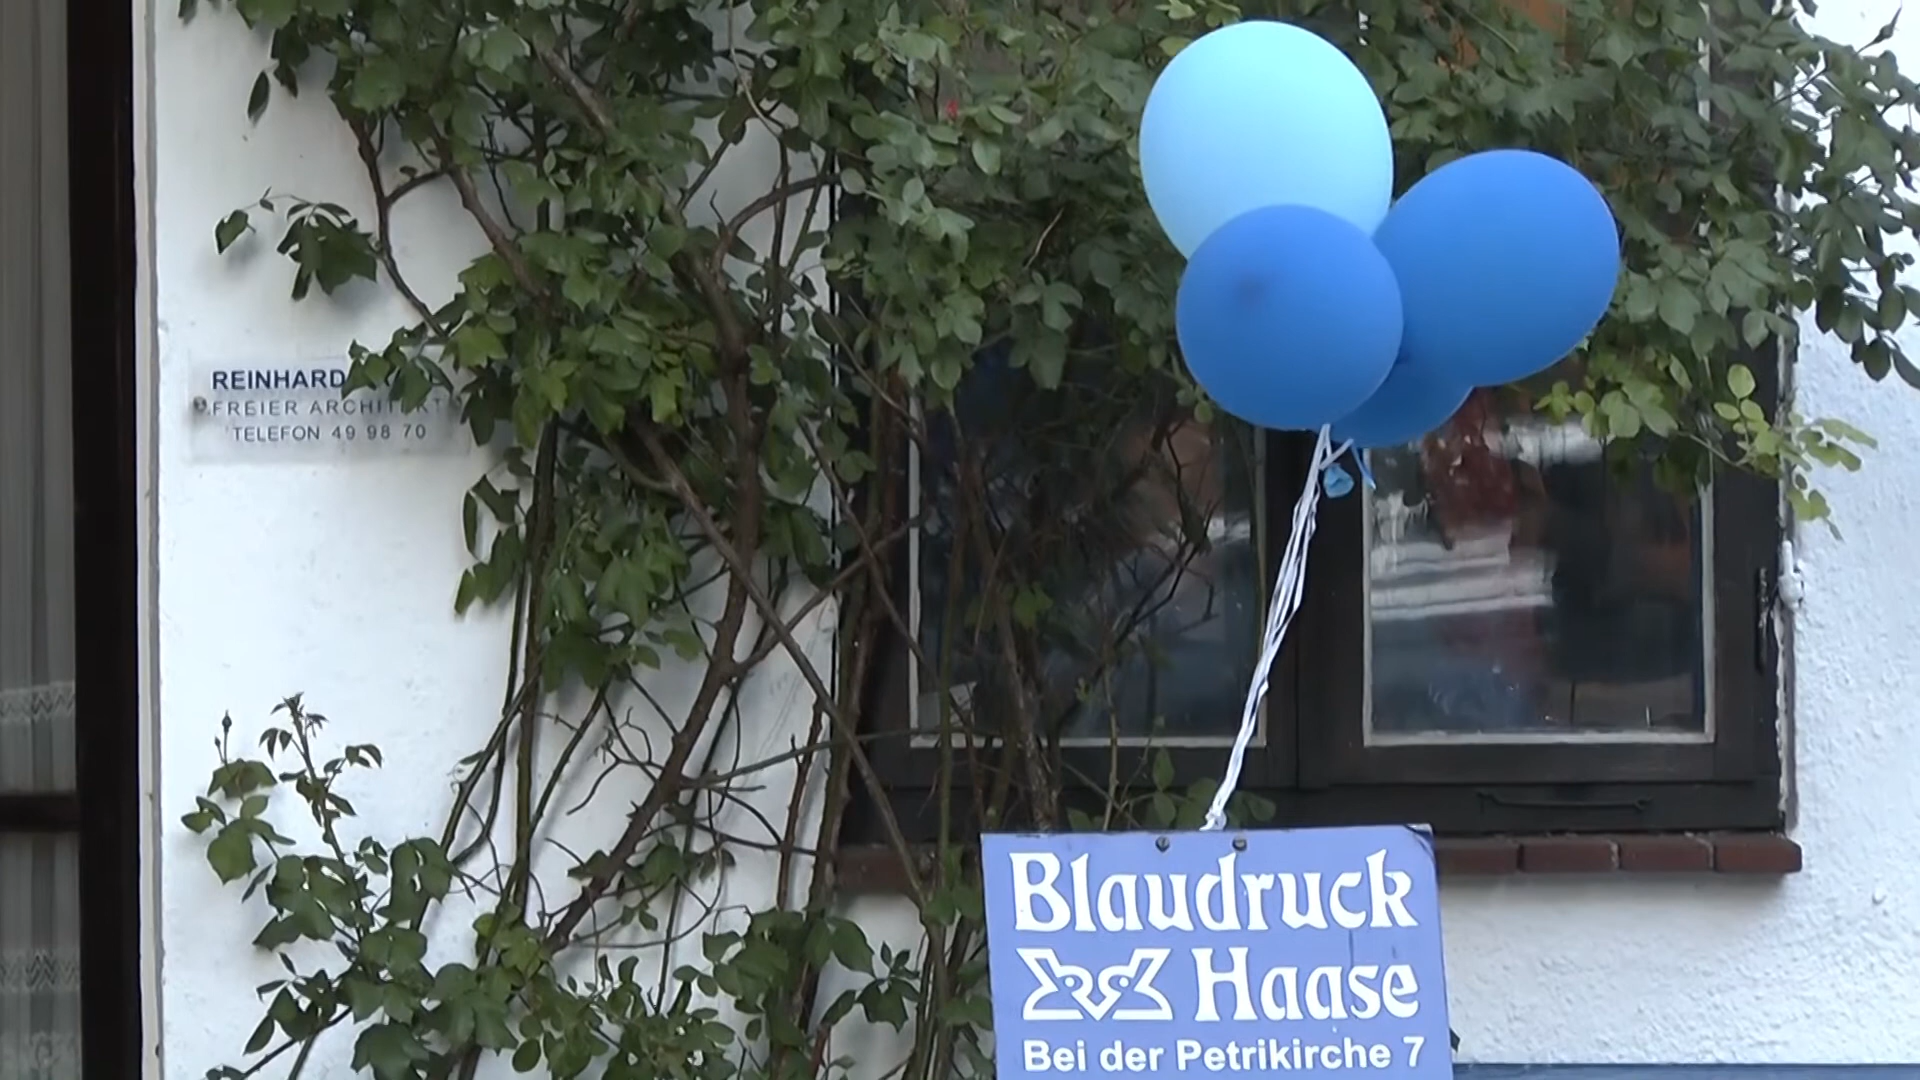 REINHARD
FREIER ARCHITEKT
TELEFON 49 98 70
Blaudruck
Haase
Bei der Petrikirche 7